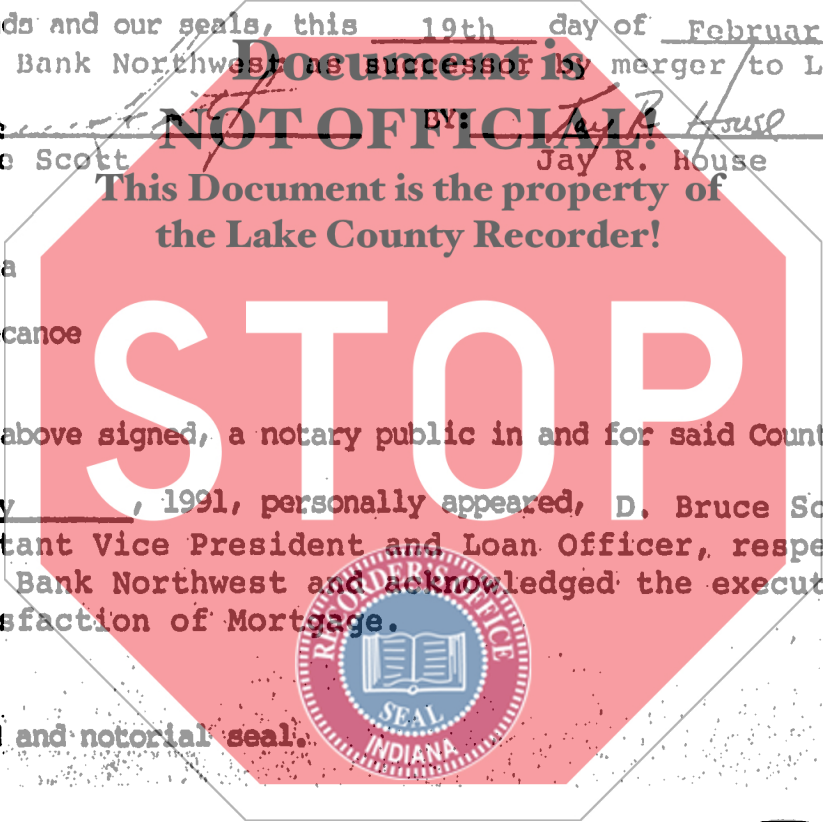 ds and our seals, this 19th day of Februar
Document is
Bank Northwest as successor by merger to L
NOT OFFICIAL!
BY: Jay R House
e Scott Jay R. House
This Document is the property of
the Lake County Recorder!
a
canoe
STOP
above signed, a notary public in and for said Count
y , 1991, personally appeared, D. Bruce Sc
tant Vice President and Loan Officer, respe
Bank Northwest and acknowledged the execut
sfaction of Mortgage.
RECORDER'S OFFICE
SEAL
INDIANA
and notorial seal.